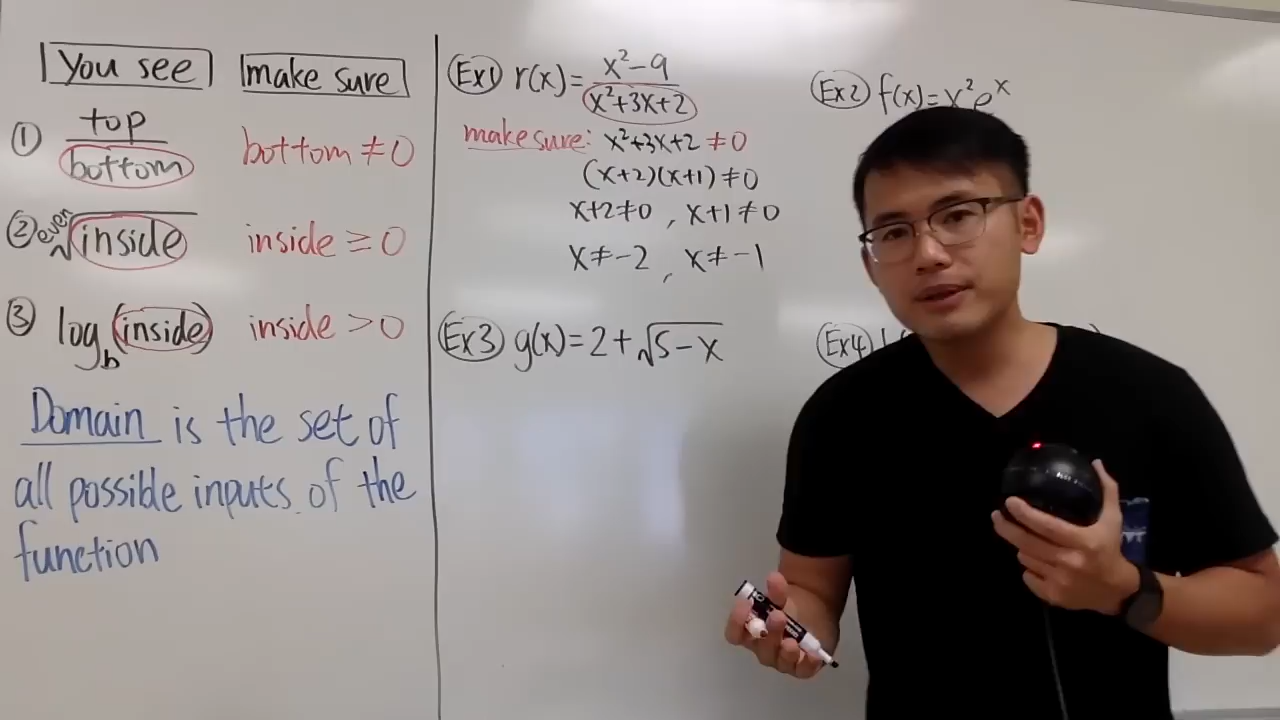 You see
make sure
① top
bottom
bottom ≠ 0
② even√inside
inside ≥ 0
③ log_b(inside)
inside > 0
Domain is the set of
all possible inputs of the
function
Ex1 r(x) = (x²-9)/(x²+3x+2)
make sure: x²+3x+2 ≠ 0
(x+2)(x+1) ≠ 0
x+2≠0 , x+1≠0
x≠-2 , x≠-1
Ex2 f(x)=x²e^x
Ex3 g(x)=2+√5-x
Ex4